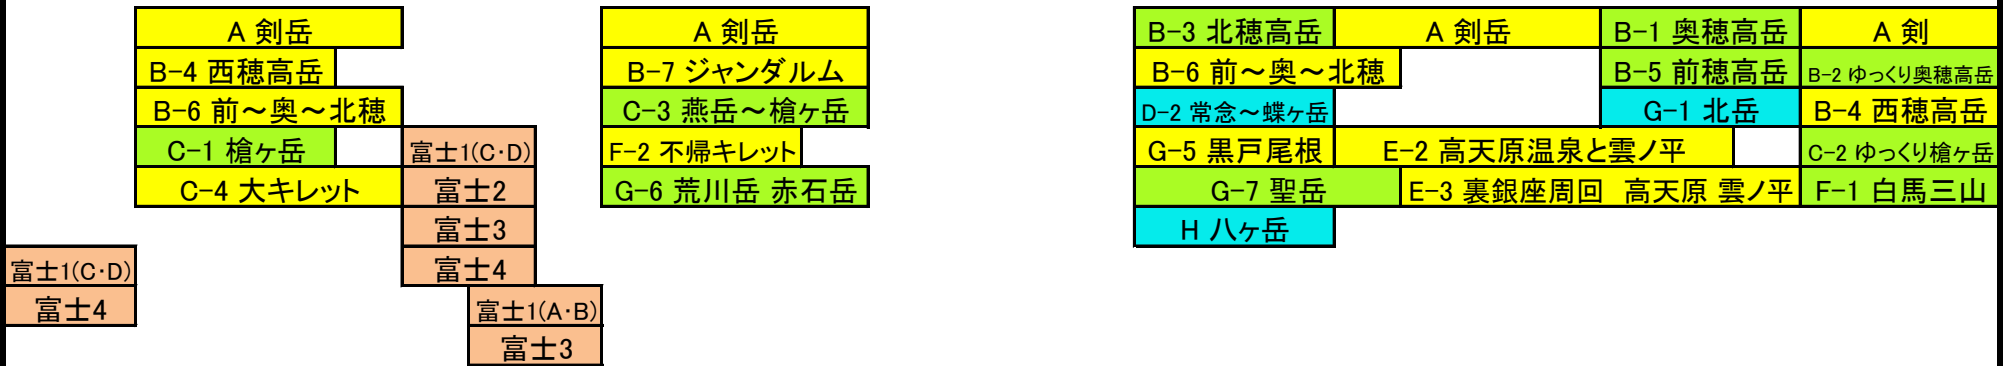 A 剣岳 A 剣岳 B-3 北穂高岳 A 剣岳 B-1 奥穂高岳 A 剣
B-4 西穂高岳 B-7 ジャンダルム B-6 前～奥～北穂 B-5 前穂高岳 B-2 ゆっくり奥穂高岳
B-6 前～奥～北穂 C-3 燕岳～槍ヶ岳 D-2 常念～蝶ヶ岳 G-1 北岳 B-4 西穂高岳
C-1 槍ヶ岳 富士1(C･D) F-2 不帰キレット G-5 黒戸尾根 E-2 高天原温泉と雲ノ平 C-2 ゆっくり槍ヶ岳
C-4 大キレット 富士2 G-6 荒川岳 赤石岳 G-7 聖岳 E-3 裏銀座周回　高天原 雲ノ平 F-1 白馬三山
富士3 H 八ヶ岳
富士1(C･D) 富士4
富士4 富士1(A･B)
富士3